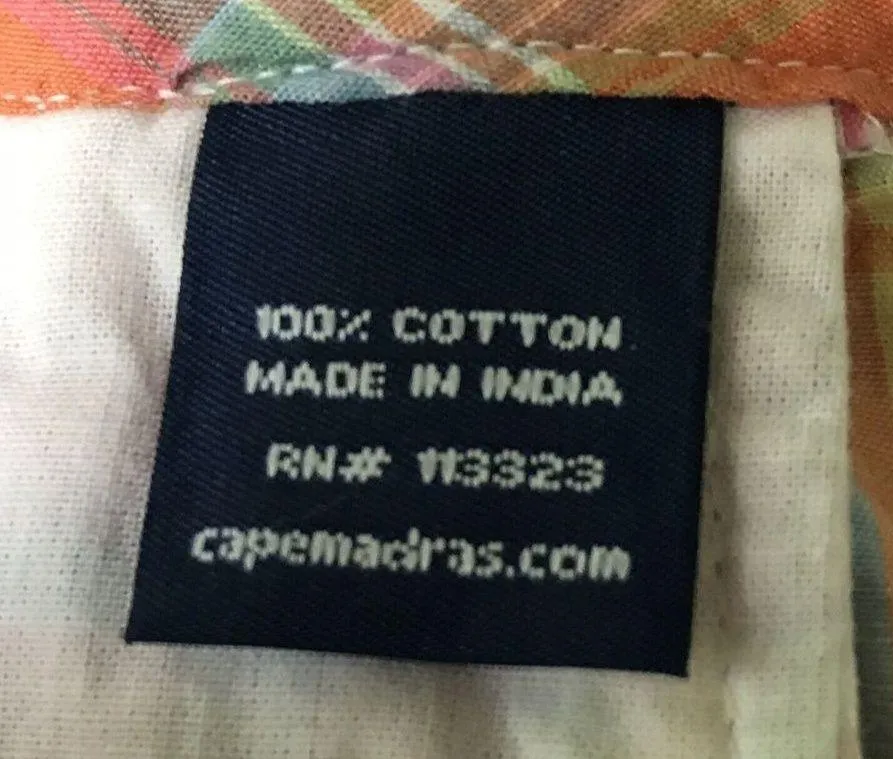 100% COTTON
MADE IN INDIA
RN# 113323
capemadras.com